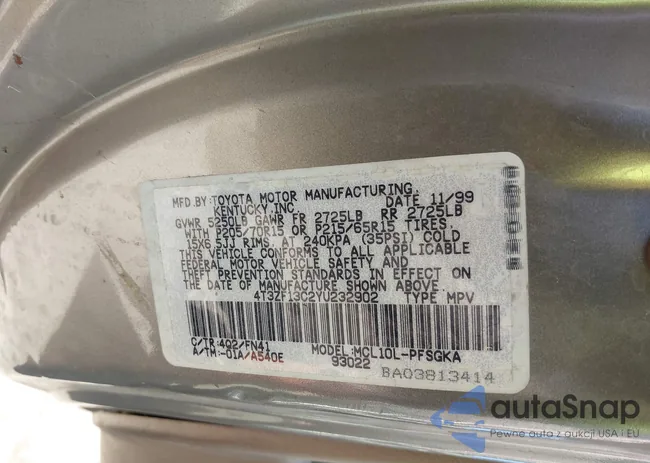 MFD.BY:TOYOTA MOTOR MANUFACTURING,
KENTUCKY,INC. DATE 11/99
GVWR 5250LB GAWR FR 2725LB RR 2725LB
WITH P205/70R15 OR P215/65R15 TIRES
15X6.5JJ RIMS, AT 240KPA (35PSI) COLD
THIS VEHICLE CONFORMS TO ALL APPLICABLE
FEDERAL MOTOR VEHICLE SAFETY AND
THEFT PREVENTION STANDARDS IN EFFECT ON
THE DATE OF MANUFACTURE SHOWN ABOVE.
4T3ZF13C2YU232902 TYPE MPV
C/TR:4Q2/FN41 MODEL:MCL10L-PFSGKA
A/TM:-01A/A540E 93022
BA03813414
autaSnap
Pewne auta z aukcji USA i EU